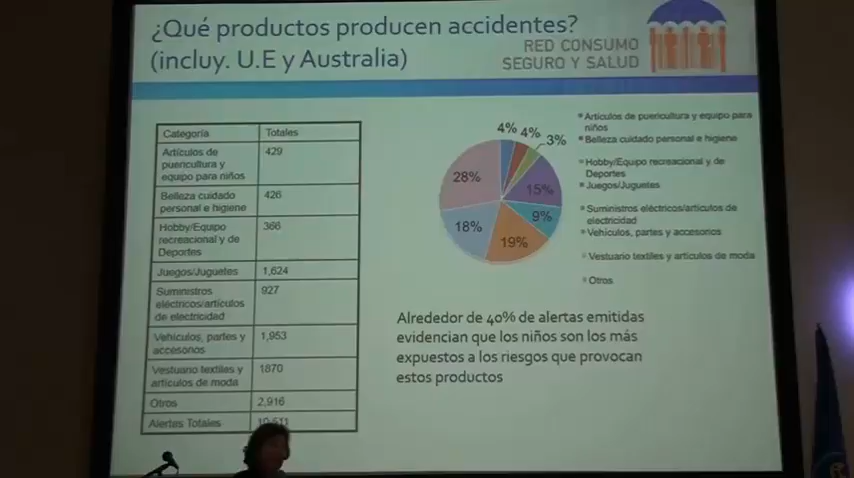 ¿Qué productos producen accidentes?
(incluy. U.E y Australia)
RED CONSUMO
SEGURO Y SALUD
Categoría Totales
Artículos de
puericultura y
equipo para niños
429
Belleza cuidado
personal e higiene
426
Hobby/Equipo
recreacional y de
Deportes
366
Juegos/Juguetes 1,624
Suministros
eléctricos/artículos
de electricidad
927
Vehículos, partes y
accesorios
1,953
Vestuario textiles y
artículos de moda
1870
Otros 2,916
Alertas Totales
4% 4% 3%
15%
9%
19%
18%
28%
Artículos de puericultura y equipo para
niños
Belleza cuidado personal e higiene
Hobby/Equipo recreacional y de
Deportes
Juegos/Juguetes
Suministros eléctricos/artículos de
electricidad
Vehículos, partes y accesorios
Vestuario textiles y artículos de moda
Otros
Alrededor de 40% de alertas emitidas
evidencian que los niños son los más
expuestos a los riesgos que provocan
estos productos